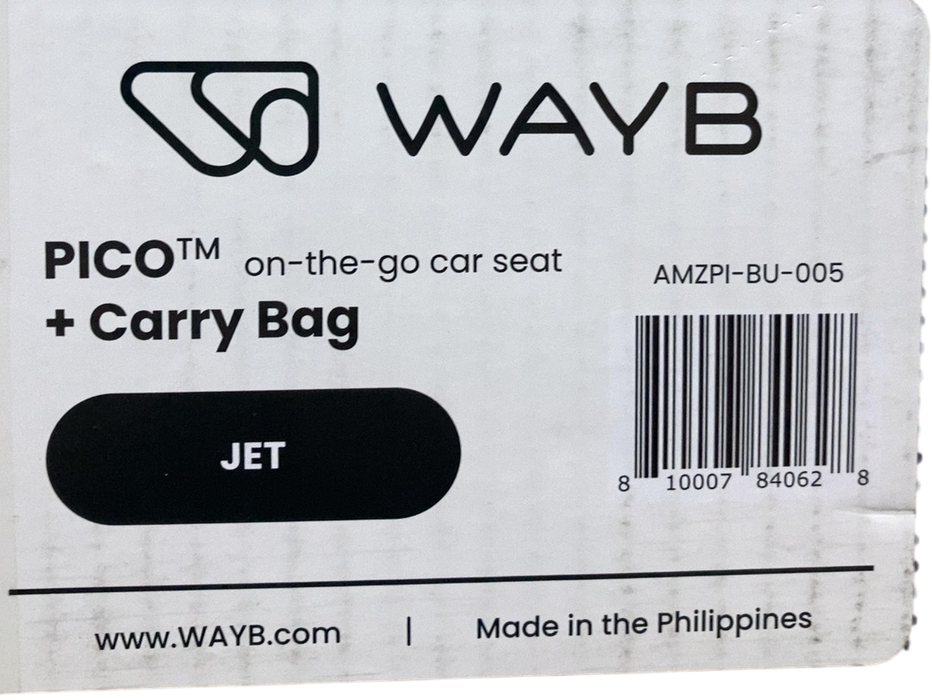 WAYB
PICO™ on-the-go car seat
+ Carry Bag
AMZPI-BU-005
JET
8 10007 84062 8
www.WAYB.com | Made in the Philippines